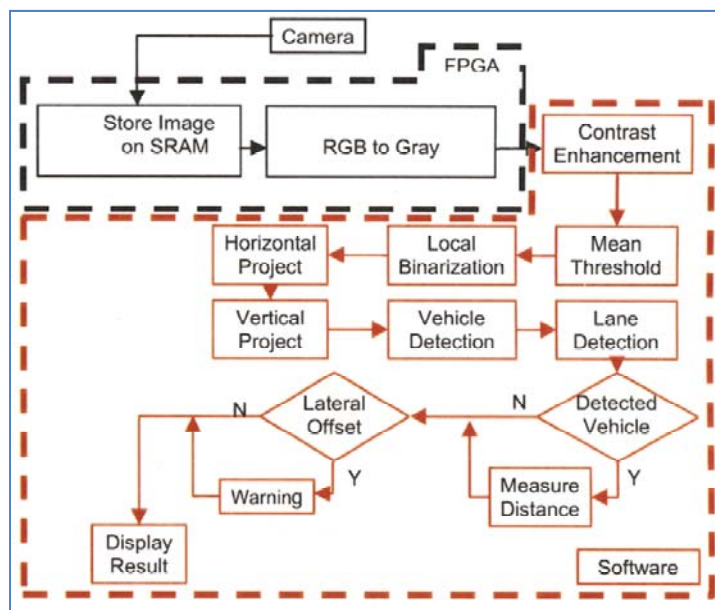 Camera
FPGA
Store Image
on SRAM
RGB to Gray
Contrast
Enhancement
Horizontal
Project
Local
Binarization
Mean
Threshold
Vertical
Project
Vehicle
Detection
Lane
Detection
N
Lateral
Offset
N
Detected
Vehicle
Y
Y
Warning
Measure
Distance
Display
Result
Software